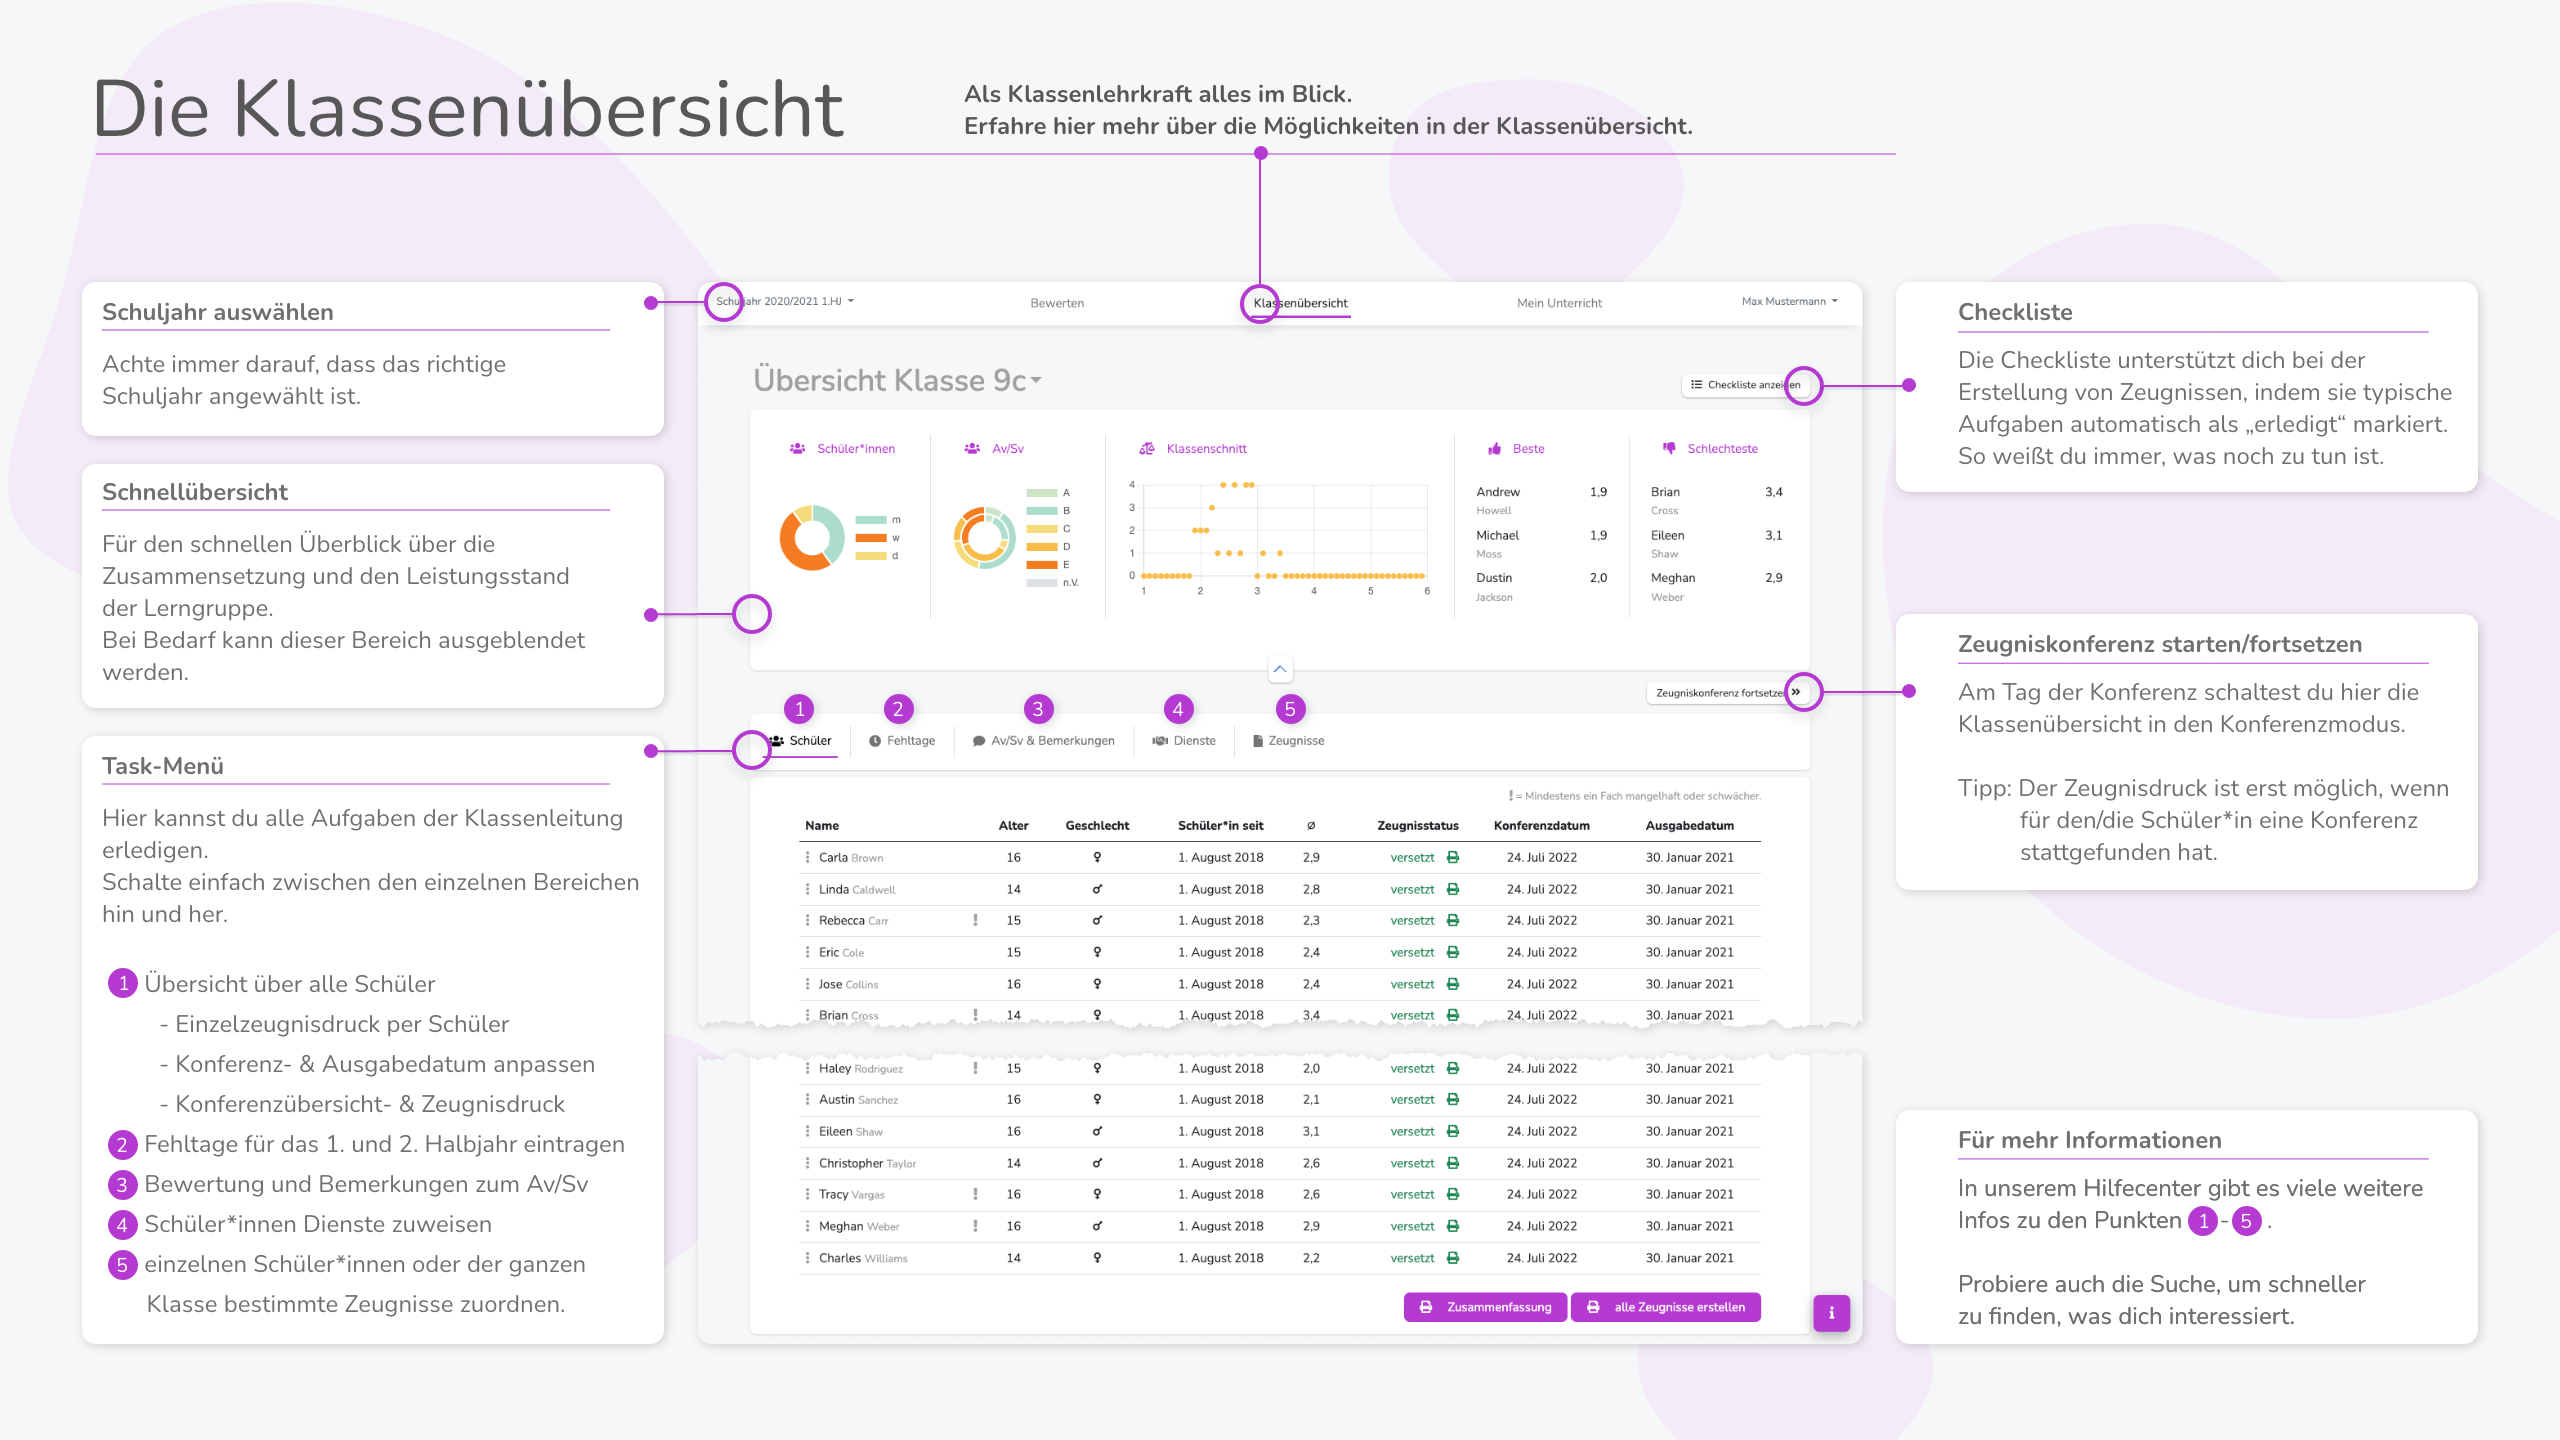 Die Klassenübersicht
Als Klassenlehrkraft alles im Blick.
Erfahre hier mehr über die Möglichkeiten in der Klassenübersicht.
Schuljahr auswählen
Achte immer darauf, dass das richtige
Schuljahr angewählt ist.
Schnellübersicht
Für den schnellen Überblick über die
Zusammensetzung und den Leistungsstand
der Lerngruppe.
Bei Bedarf kann dieser Bereich ausgeblendet
werden.
Task-Menü
Hier kannst du alle Aufgaben der Klassenleitung
erledigen.
Schalte einfach zwischen den einzelnen Bereichen
hin und her.
1 Übersicht über alle Schüler
- Einzelzeugnisdruck per Schüler
- Konferenz- & Ausgabedatum anpassen
- Konferenzübersicht- & Zeugnisdruck
2 Fehltage für das 1. und 2. Halbjahr eintragen
3 Bewertung und Bemerkungen zum Av/Sv
4 Schüler*innen Dienste zuweisen
5 einzelnen Schüler*innen oder der ganzen
Klasse bestimmte Zeugnisse zuordnen.
Schuljahr 2020/2021 1.HJ
Bewerten
Klassenübersicht
Mein Unterricht
Max Mustermann
Übersicht Klasse 9c
Checkliste anzeigen
Schüler*innen
m
w
d
Av/Sv
A
B
C
D
E
n.V.
Klassenschnitt
4
3
2
1
0
1 2 3 4 5 6
Beste
Andrew 1,9
Howell
Michael 1,9
Moss
Dustin 2,0
Jackson
Schlechteste
Brian 3,4
Cross
Eileen 3,1
Shaw
Meghan 2,9
Weber
Zeugniskonferenz fortsetzen »
1 2 3 4 5
Schüler Fehltage Av/Sv & Bemerkungen Dienste Zeugnisse
! = Mindestens ein Fach mangelhaft oder schwächer.
Name Alter Geschlecht Schüler*in seit Ø Zeugnisstatus Konferenzdatum Ausgabedatum
Carla Brown 16 ♀ 1. August 2018 2,9 versetzt 24. Juli 2022 30. Januar 2021
Linda Caldwell 14 ♂ 1. August 2018 2,8 versetzt 24. Juli 2022 30. Januar 2021
Rebecca Carr ! 15 ♂ 1. August 2018 2,3 versetzt 24. Juli 2022 30. Januar 2021
Eric Cole 15 ♀ 1. August 2018 2,4 versetzt 24. Juli 2022 30. Januar 2021
Jose Collins 16 ♀ 1. August 2018 2,4 versetzt 24. Juli 2022 30. Januar 2021
Brian Cross ! 14 ♀ 1. August 2018 3,4 versetzt 24. Juli 2022 30. Januar 2021
Haley Rodriguez ! 15 ♀ 1. August 2018 2,0 versetzt 24. Juli 2022 30. Januar 2021
Austin Sanchez 16 ♀ 1. August 2018 2,1 versetzt 24. Juli 2022 30. Januar 2021
Eileen Shaw 16 ♂ 1. August 2018 3,1 versetzt 24. Juli 2022 30. Januar 2021
Christopher Taylor 14 ♂ 1. August 2018 2,6 versetzt 24. Juli 2022 30. Januar 2021
Tracy Vargas ! 16 ♀ 1. August 2018 2,6 versetzt 24. Juli 2022 30. Januar 2021
Meghan Weber ! 16 ♂ 1. August 2018 2,9 versetzt 24. Juli 2022 30. Januar 2021
Charles Williams 14 ♀ 1. August 2018 2,2 versetzt 24. Juli 2022 30. Januar 2021
Zusammenfassung
alle Zeugnisse erstellen
i
Checkliste
Die Checkliste unterstützt dich bei der
Erstellung von Zeugnissen, indem sie typische
Aufgaben automatisch als „erledigt“ markiert.
So weißt du immer, was noch zu tun ist.
Zeugniskonferenz starten/fortsetzen
Am Tag der Konferenz schaltest du hier die
Klassenübersicht in den Konferenzmodus.
Tipp: Der Zeugnisdruck ist erst möglich, wenn
für den/die Schüler*in eine Konferenz
stattgefunden hat.
Für mehr Informationen
In unserem Hilfecenter gibt es viele weitere
Infos zu den Punkten 1 - 5 .
Probiere auch die Suche, um schneller
zu finden, was dich interessiert.